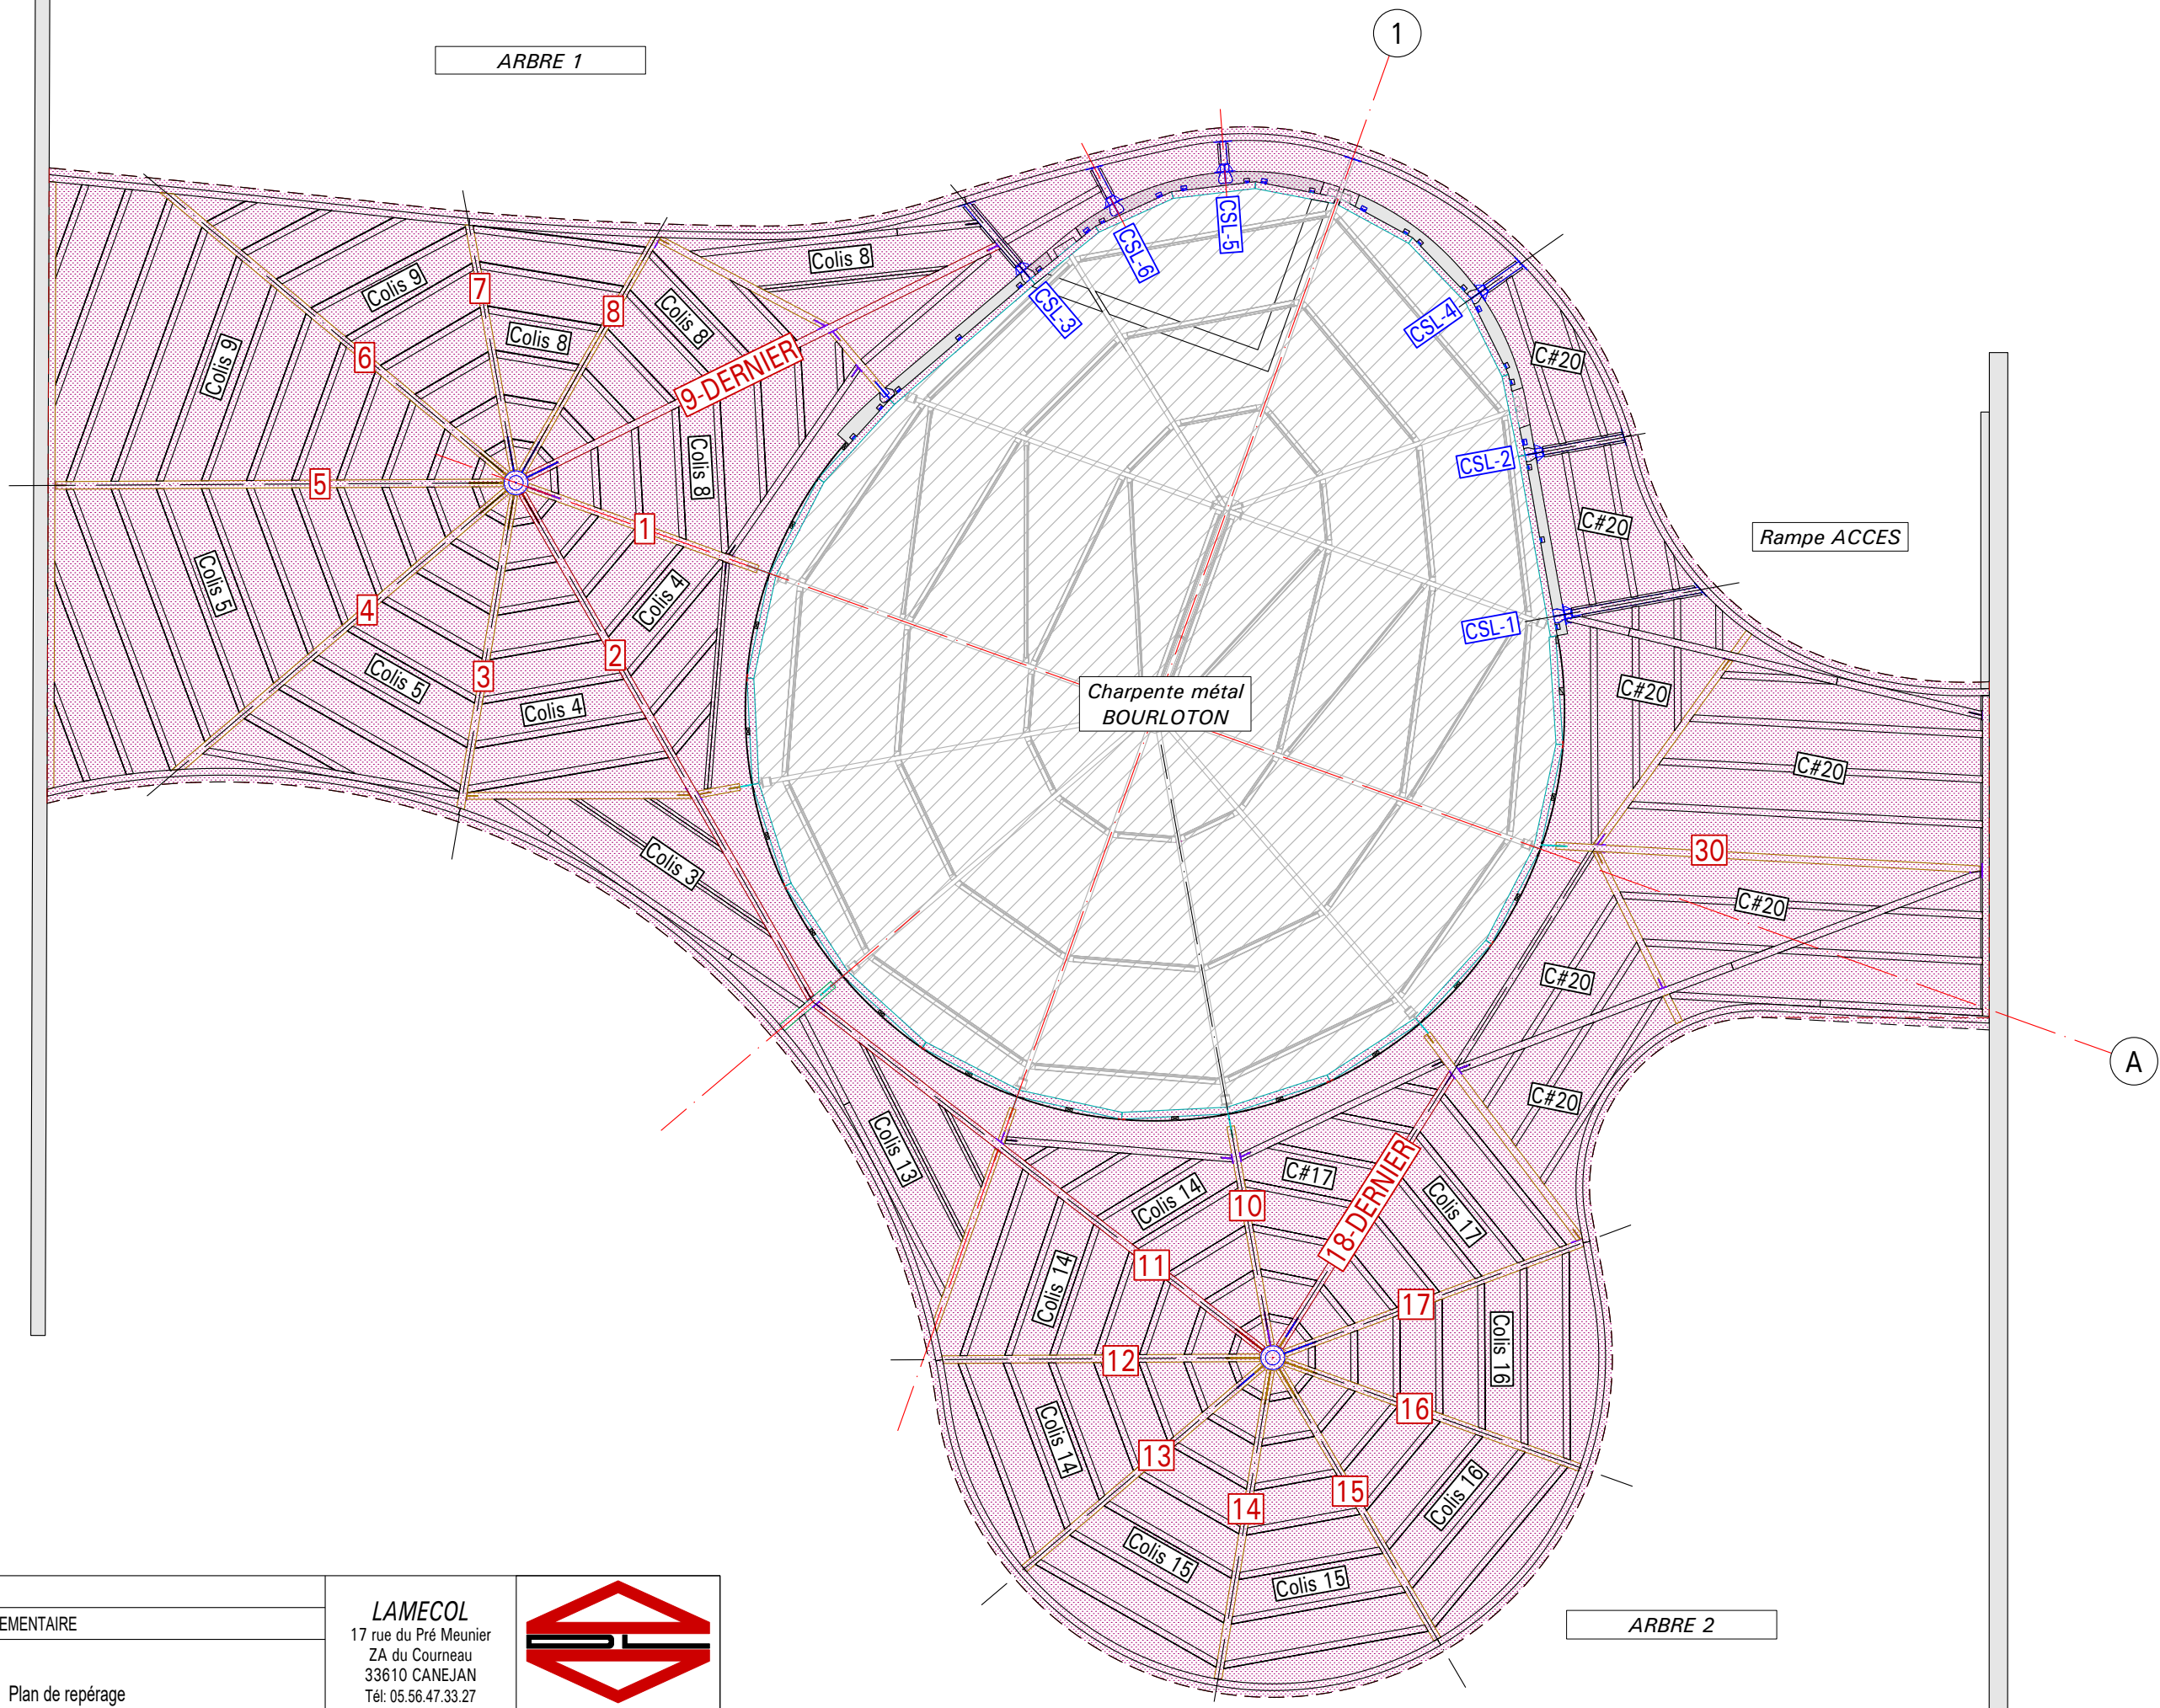 1
ARBRE 1
CSL-5
CSL-6
CSL-3
CSL-4
Colis 8
Colis 9
7
8
Colis 8
Colis 8
C#20
6
Colis 9
9-DERNIER
Colis 8
CSL-2
5
1
C#20
Rampe ACCES
Colis 5
Colis 4
4
CSL-1
2
3
Colis 5
Colis 4
C#20
Charpente métal
BOURLOTON
C#20
30
Colis 3
C#20
C#20
A
C#20
Colis 13
C#17
Colis 14
10
Colis 17
18-DERNIER
11
Colis 14
17
12
Colis 16
16
Colis 14
13
15
14
Colis 16
Colis 15
Colis 15
ARBRE 2
EMENTAIRE
Plan de repérage
LAMECOL
17 rue du Pré Meunier
ZA du Courneau
33610 CANEJAN
Tél: 05.56.47.33.27